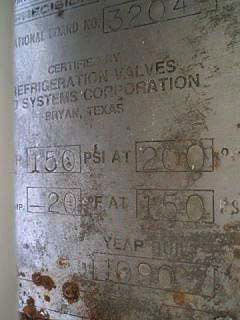 NATIONAL BOARD NO. 3204
CERTIFIED BY
REFRIGERATION VALVES
SYSTEMS CORPORATION
BRYAN, TEXAS
150 PSI AT 200
-20 °F AT 150 PS
YEAR BUILT